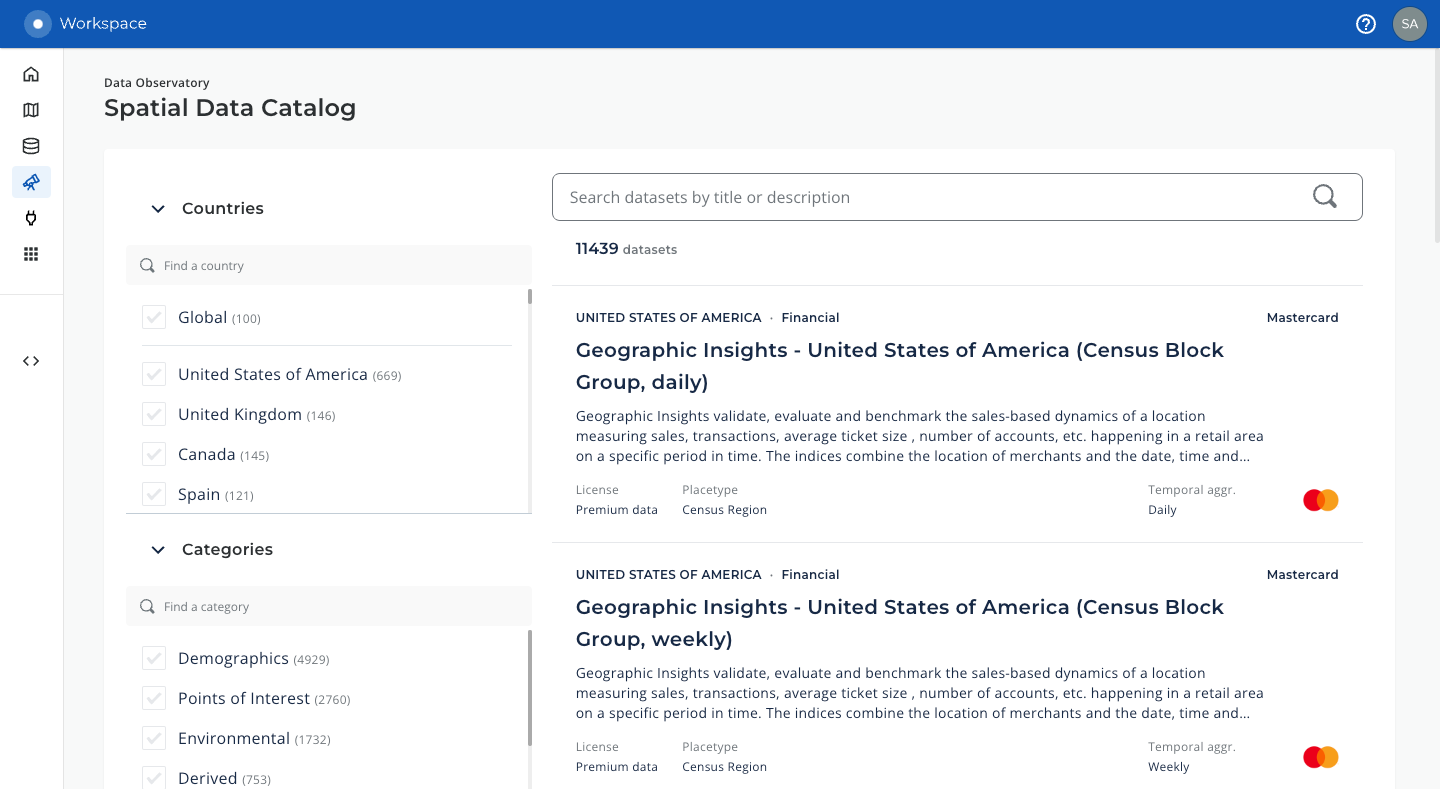 Workspace
SA
Data Observatory
Spatial Data Catalog
Countries
Find a country
Global (100)
United States of America (669)
United Kingdom (146)
Canada (145)
Spain (121)
Categories
Find a category
Demographics (4929)
Points of Interest (2760)
Environmental (1732)
Derived (753)
Search datasets by title or description
11439 datasets
UNITED STATES OF AMERICA · Financial
Mastercard
Geographic Insights - United States of America (Census Block
Group, daily)
Geographic Insights validate, evaluate and benchmark the sales-based dynamics of a location
measuring sales, transactions, average ticket size , number of accounts, etc. happening in a retail area
on a specific period in time. The indices combine the location of merchants and the date, time and...
License
Premium data
Placetype
Census Region
Temporal aggr.
Daily
UNITED STATES OF AMERICA · Financial
Mastercard
Geographic Insights - United States of America (Census Block
Group, weekly)
Geographic Insights validate, evaluate and benchmark the sales-based dynamics of a location
measuring sales, transactions, average ticket size , number of accounts, etc. happening in a retail area
on a specific period in time. The indices combine the location of merchants and the date, time and...
License
Premium data
Placetype
Census Region
Temporal aggr.
Weekly